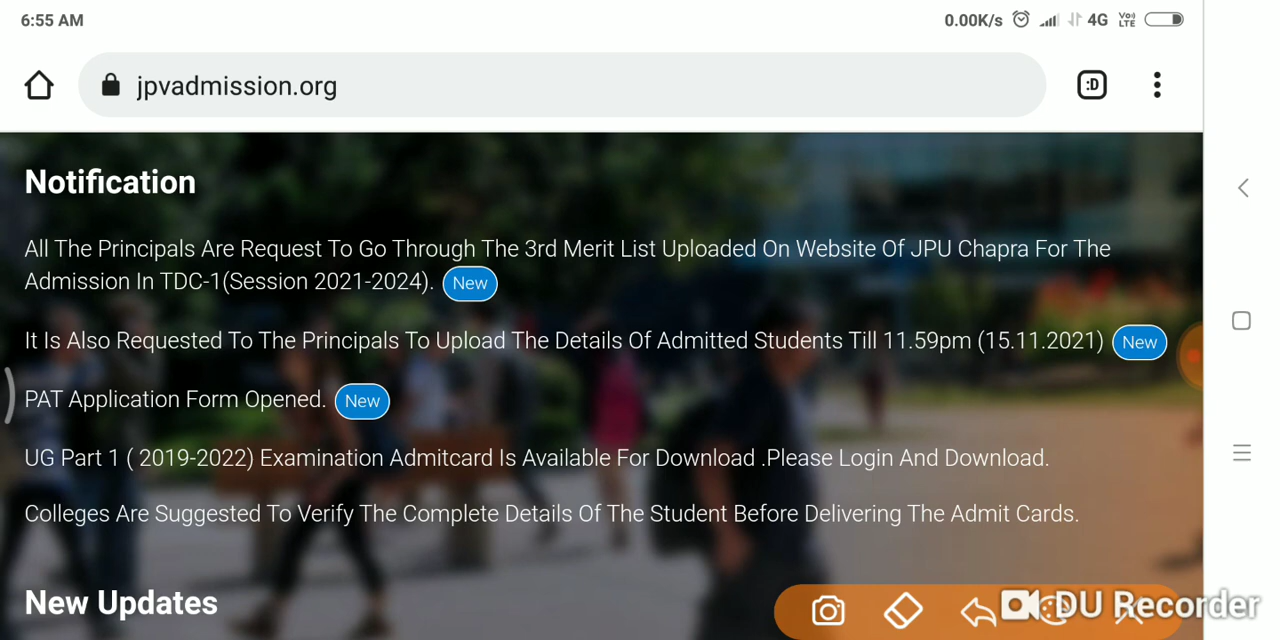 6:55 AM
0.00K/s 4G Vo) LTE
:D
jpvadmission.org
Notification
All The Principals Are Request To Go Through The 3rd Merit List Uploaded On Website Of JPU Chapra For The
Admission In TDC-1(Session 2021-2024). New
It Is Also Requested To The Principals To Upload The Details Of Admitted Students Till 11.59pm (15.11.2021) New
PAT Application Form Opened. New
UG Part 1 ( 2019-2022) Examination Admitcard Is Available For Download .Please Login And Download.
Colleges Are Suggested To Verify The Complete Details Of The Student Before Delivering The Admit Cards.
New Updates
DU Recorder